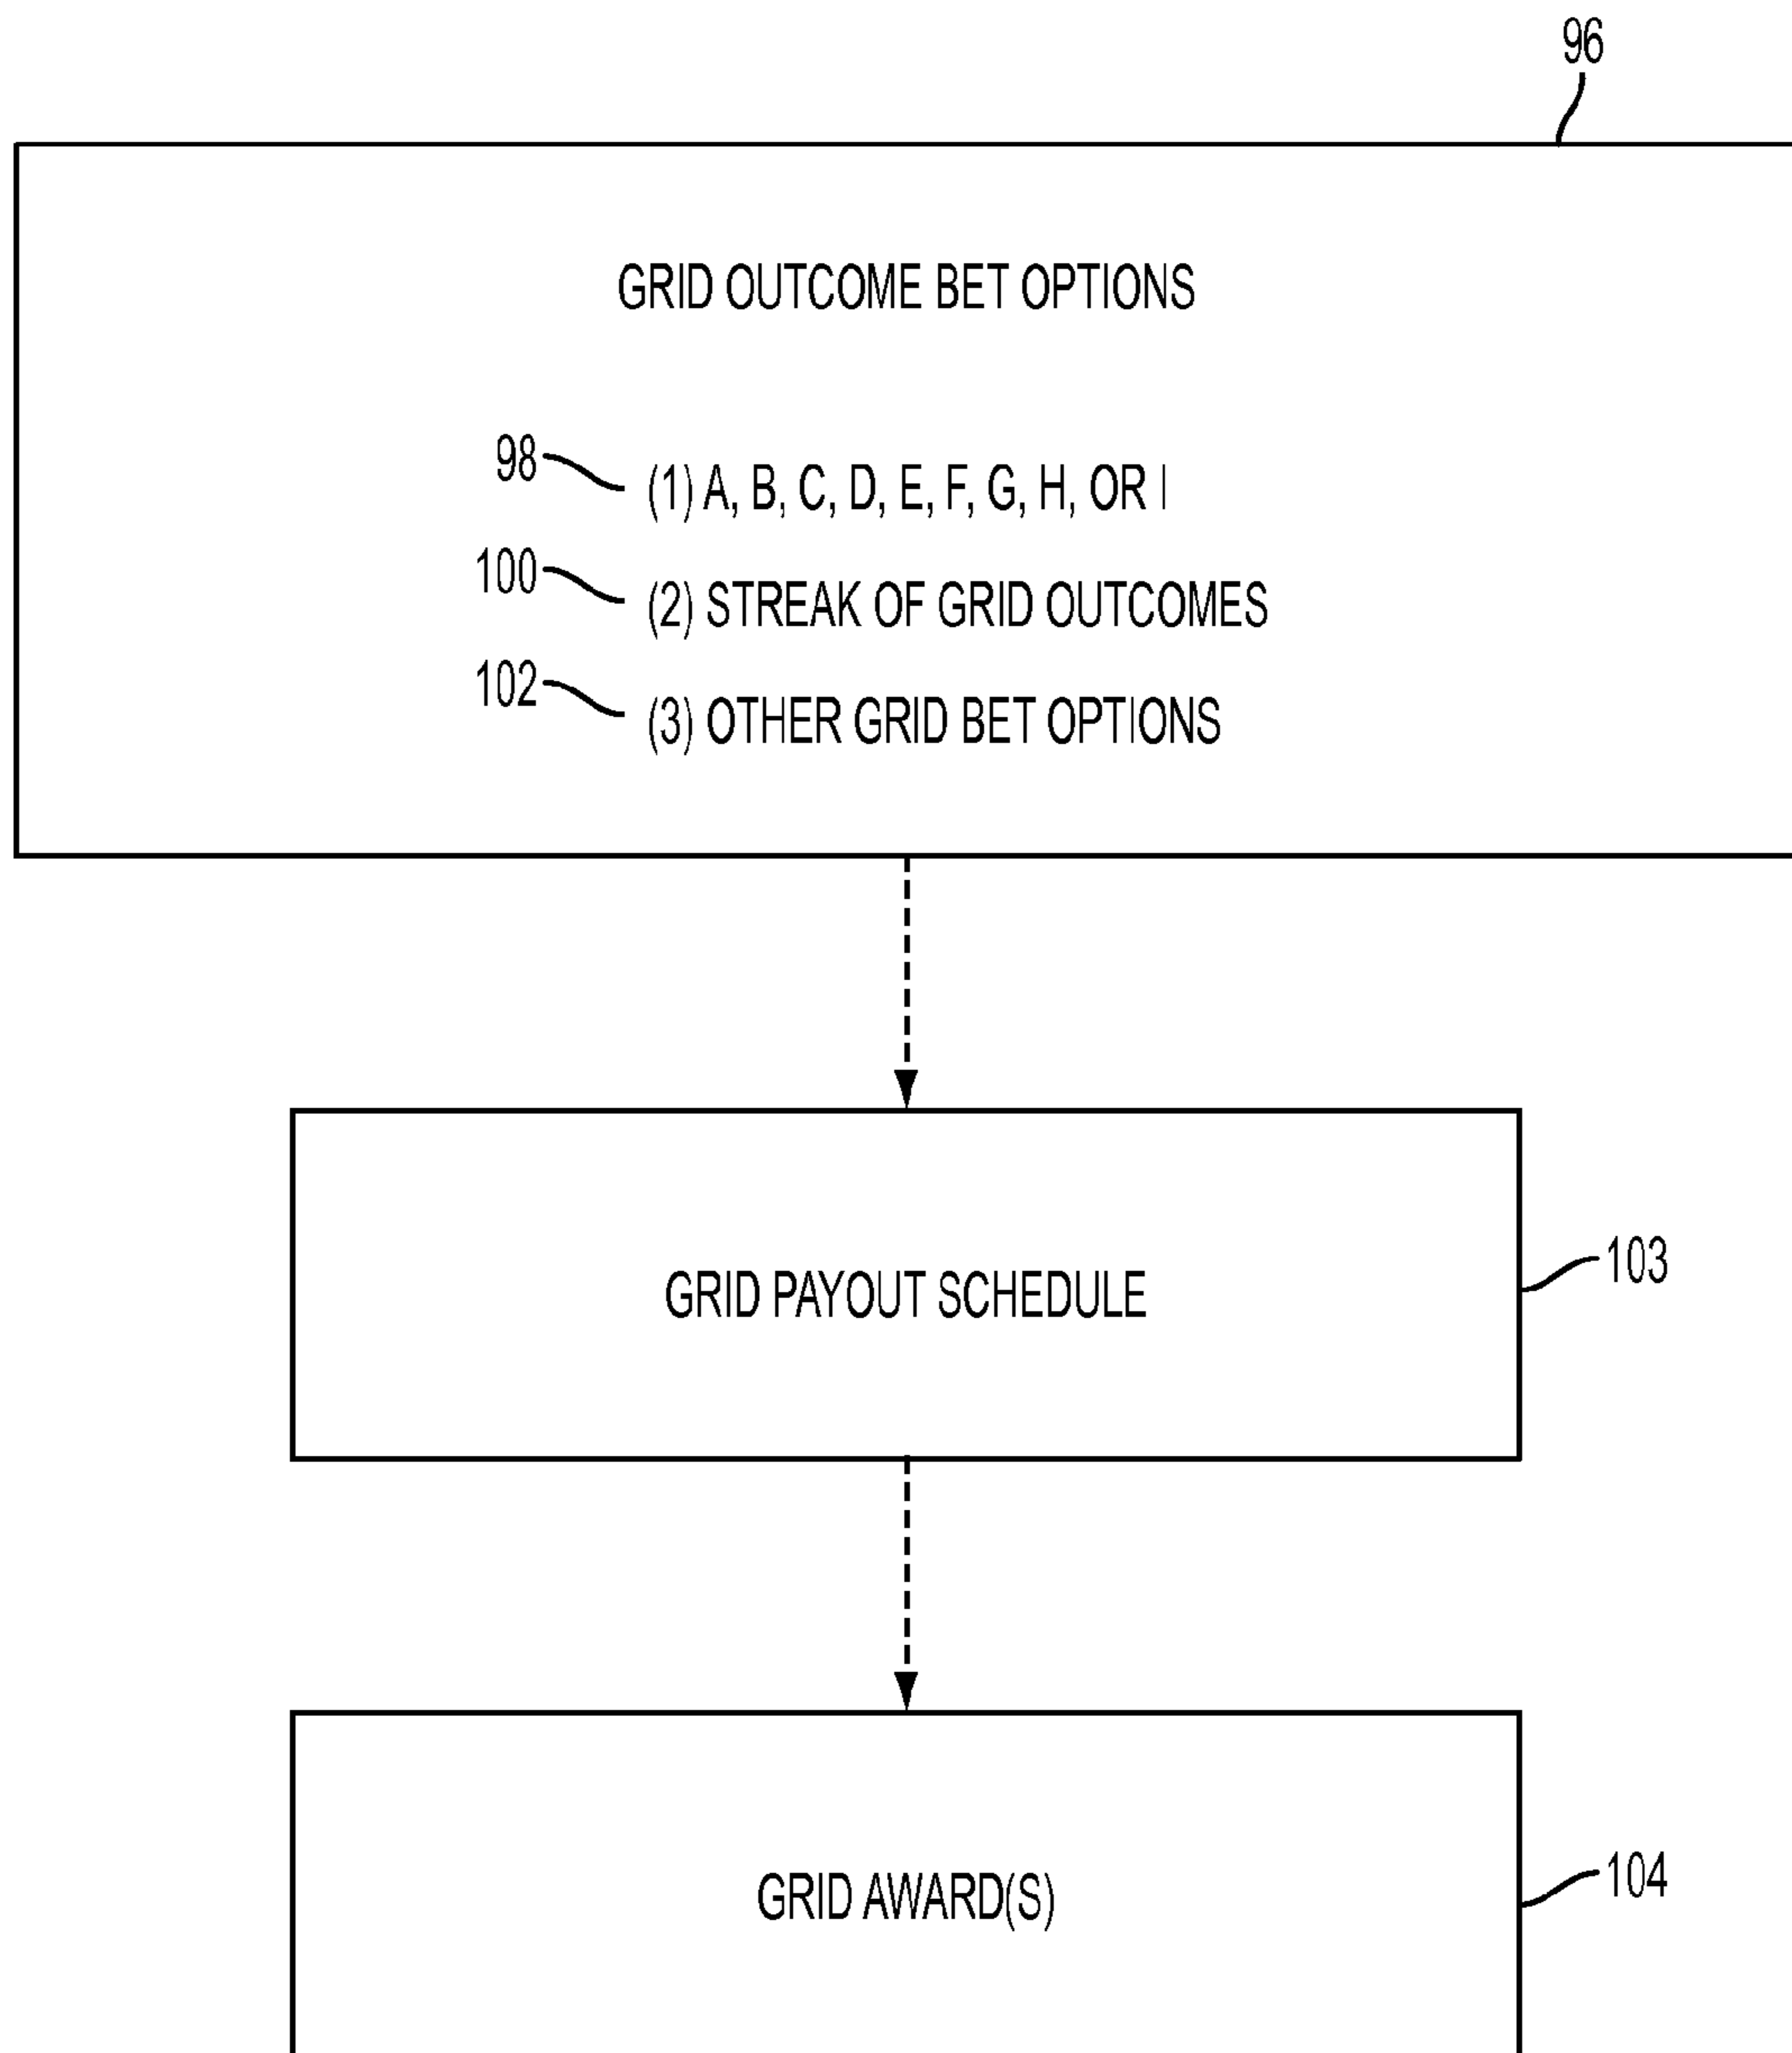 96
GRID OUTCOME BET OPTIONS
98 (1) A, B, C, D, E, F, G, H, OR I
100 (2) STREAK OF GRID OUTCOMES
102 (3) OTHER GRID BET OPTIONS
GRID PAYOUT SCHEDULE 103
GRID AWARD(S) 104